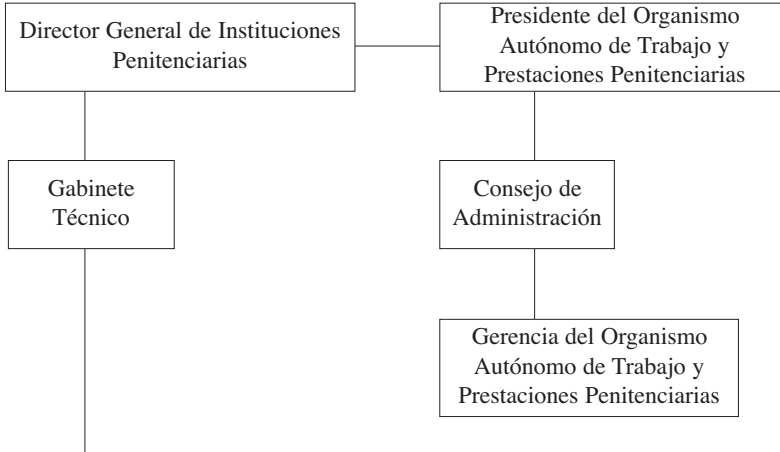 Director General de Instituciones
Penitenciarias
Presidente del Organismo
Autónomo de Trabajo y
Prestaciones Penitenciarias
Gabinete
Técnico
Consejo de
Administración
Gerencia del Organismo
Autónomo de Trabajo y
Prestaciones Penitenciarias